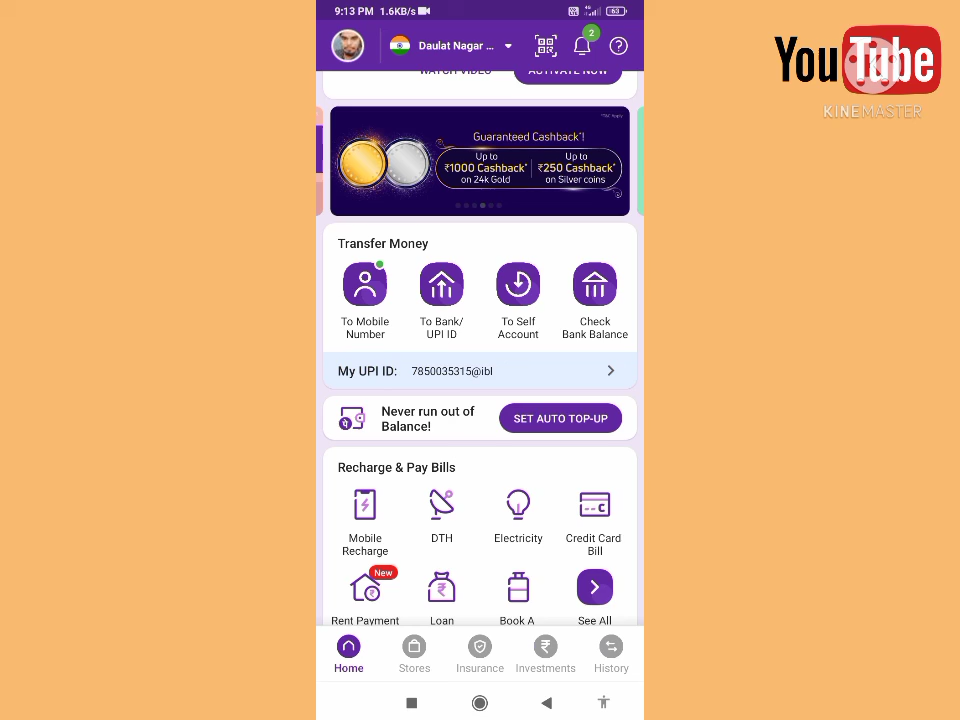 9:13 PM 1.6KB/s 4G 63
2
Daulat Nagar ...
WATCH VIDEO ACTIVATE NOW
*T&C Apply
Guaranteed Cashback*!
Up to Up to
₹1000 Cashback* ₹250 Cashback*
on 24k Gold on Silver coins
Transfer Money
To Mobile To Bank/ To Self Check
Number UPI ID Account Bank Balance
My UPI ID: 7850035315@ibl
Never run out of
Balance!
SET AUTO TOP-UP
Recharge & Pay Bills
Mobile DTH Electricity Credit Card
Recharge Bill
New
Rent Payment Loan Book A See All
Home Stores Insurance Investments History
YouTube
KINEMASTER